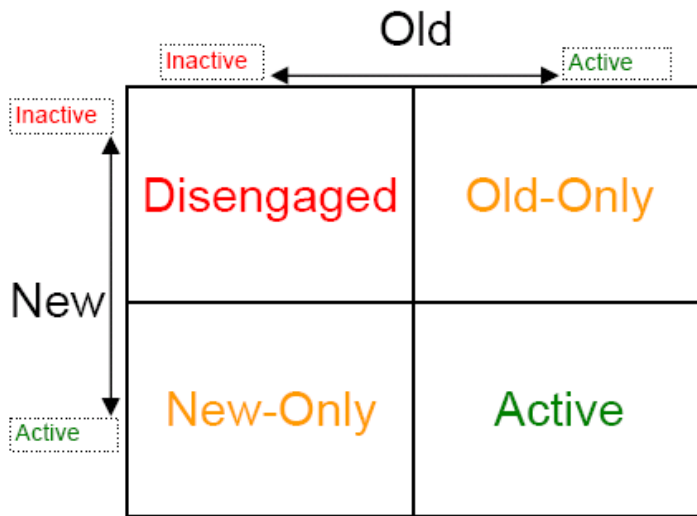 Old
Inactive
Active
Inactive
Disengaged
Old-Only
New
New-Only
Active
Active